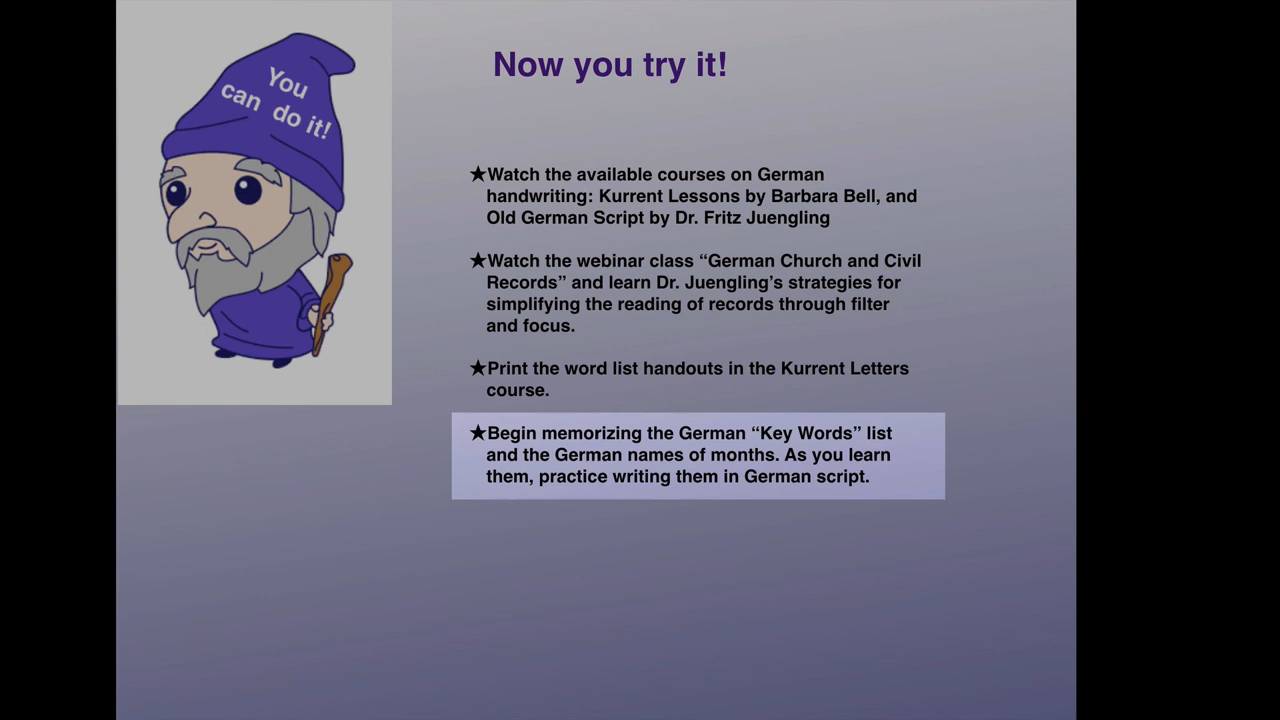 You
can do it!
Now you try it!
★Watch the available courses on German
handwriting: Kurrent Lessons by Barbara Bell, and
Old German Script by Dr. Fritz Juengling
★Watch the webinar class “German Church and Civil
Records” and learn Dr. Juengling’s strategies for
simplifying the reading of records through filter
and focus.
★Print the word list handouts in the Kurrent Letters
course.
★Begin memorizing the German “Key Words” list
and the German names of months. As you learn
them, practice writing them in German script.